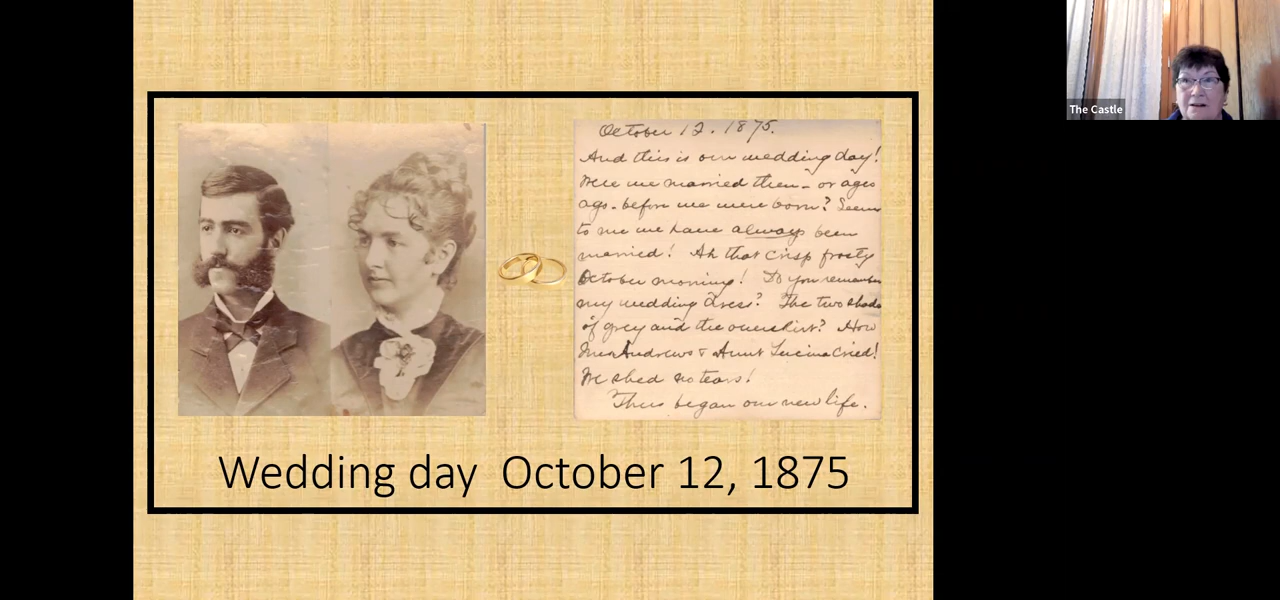 October 12. 1875.
And this is our wedding day!
Were we married then - or ages
ago - before we were born? Seems
to me we have always been
married! Ah that crisp frosty
October morning! Do you remember
my wedding dress? The two shades
of grey and the overskirt? How
Mrs Andrews & Aunt Lucina cried!
We shed no tears!
Thus began our new life.
Wedding day October 12, 1875
The Castle